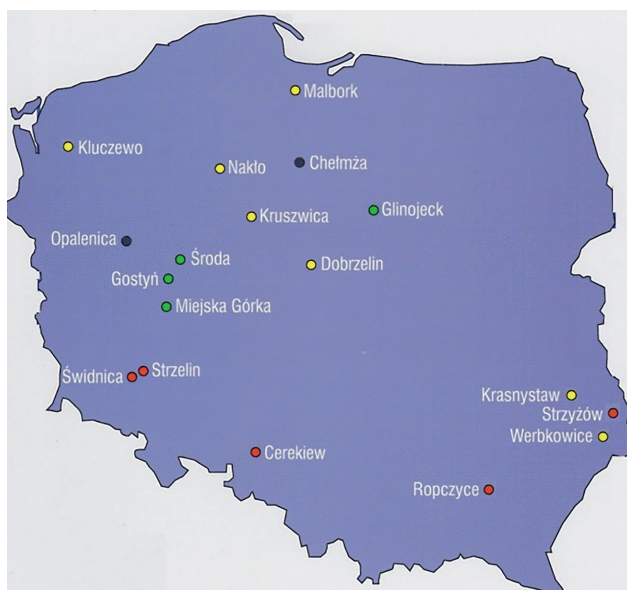 Malbork
Kluczewo
Chełmża
Nakło
Glinojeck
Kruszwica
Opalenica
Środa
Dobrzelin
Gostyń
Miejska Górka
Strzelin
Świdnica
Krasnystaw
Strzyżów
Werbkowice
Cerekiew
Ropczyce